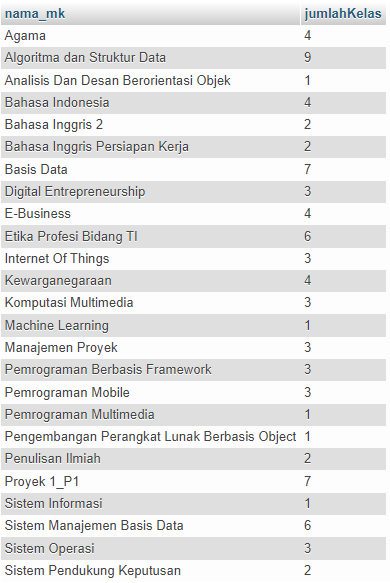 nama_mk jumlahKelas
Agama 4
Algoritma dan Struktur Data 9
Analisis Dan Desan Berorientasi Objek 1
Bahasa Indonesia 4
Bahasa Inggris 2 2
Bahasa Inggris Persiapan Kerja 2
Basis Data 7
Digital Entrepreneurship 3
E-Business 4
Etika Profesi Bidang TI 6
Internet Of Things 3
Kewarganegaraan 4
Komputasi Multimedia 3
Machine Learning 1
Manajemen Proyek 3
Pemrograman Berbasis Framework 3
Pemrograman Mobile 3
Pemrograman Multimedia 1
Pengembangan Perangkat Lunak Berbasis Object 1
Penulisan Ilmiah 2
Proyek 1_P1 7
Sistem Informasi 1
Sistem Manajemen Basis Data 6
Sistem Operasi 3
Sistem Pendukung Keputusan 2